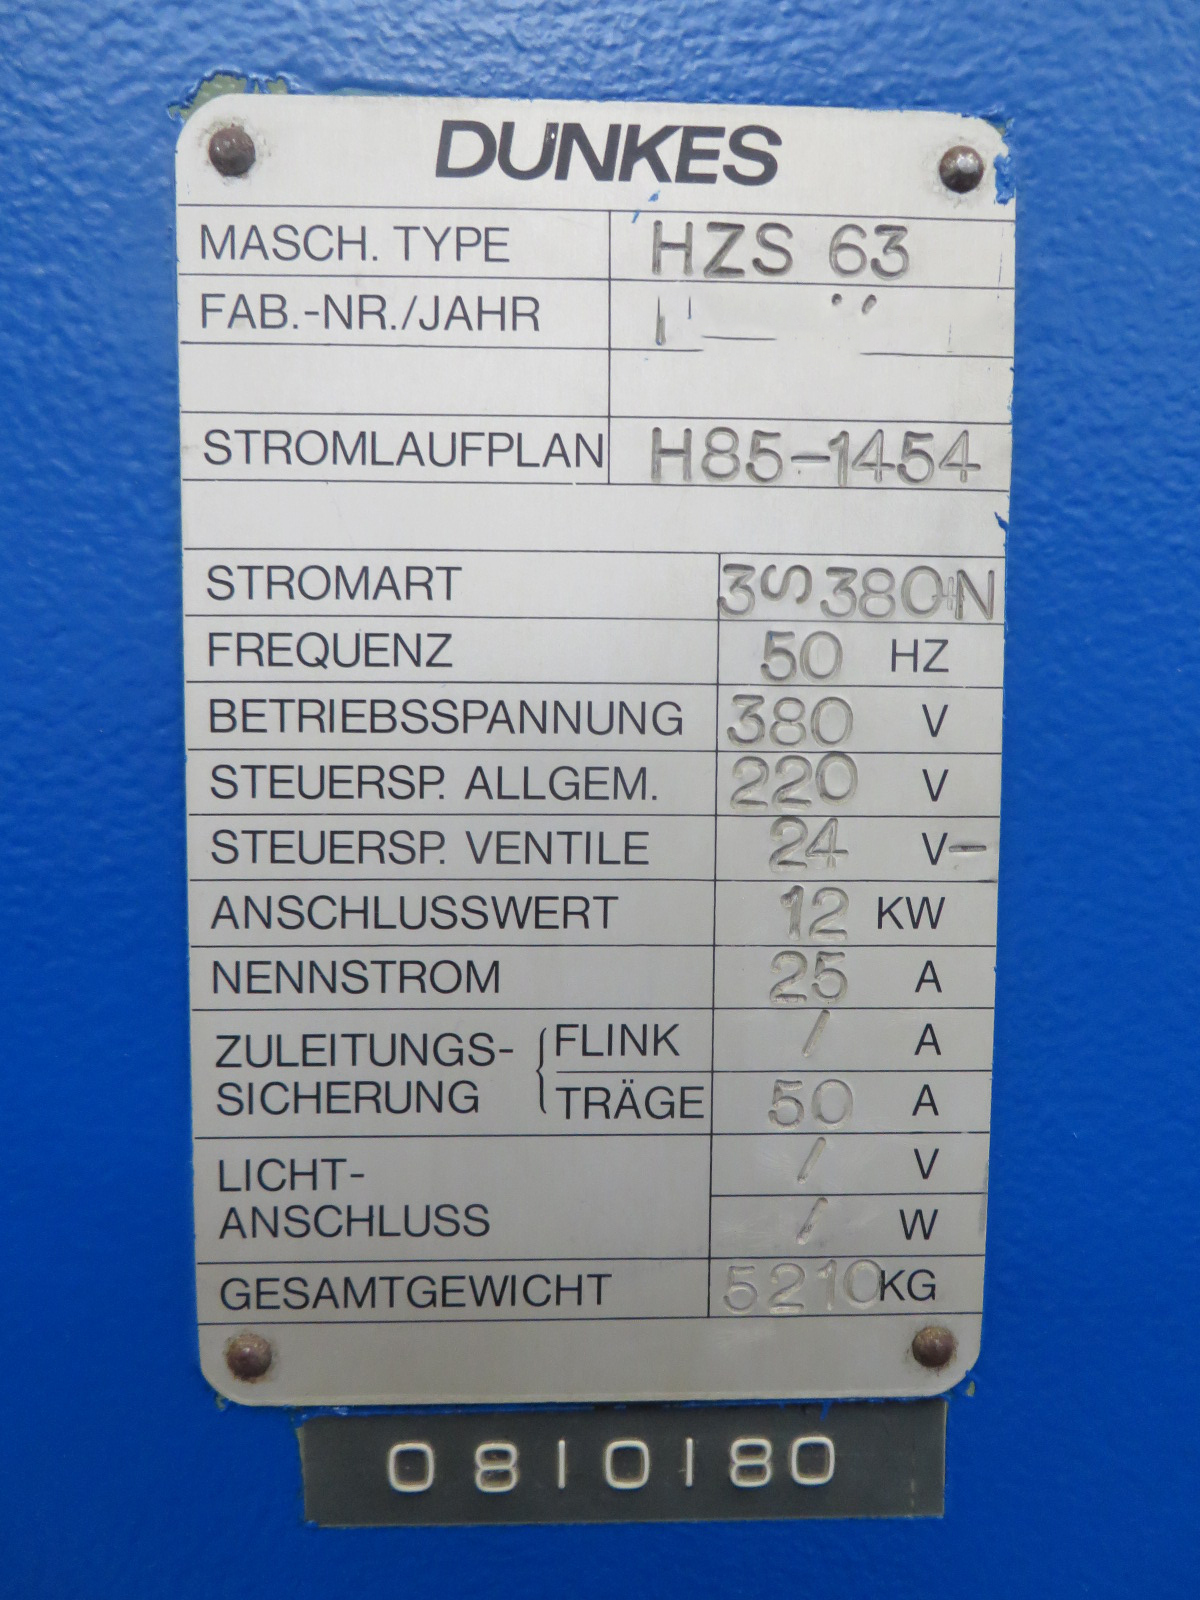 DUNKES
MASCH. TYPE HZS 63
FAB.-NR./JAHR
STROMLAUFPLAN H85-1454
STROMART 3∽380+N
FREQUENZ 50 HZ
BETRIEBSSPANNUNG 380 V
STEUERSP. ALLGEM. 220 V
STEUERSP. VENTILE 24 V-
ANSCHLUSSWERT 12 KW
NENNSTROM 25 A
ZULEITUNGS- FLINK / A
SICHERUNG TRÄGE 50 A
LICHT- / V
ANSCHLUSS / W
GESAMTGEWICHT 5210 KG
0810180